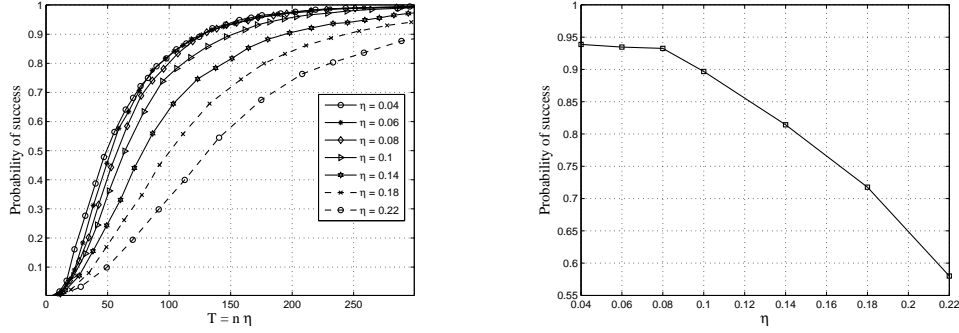 Probability of success
1
0.9
0.8
0.7
0.6
0.5
0.4
0.3
0.2
0.1
0 50 100 150 200 250
T = n η
η = 0.04
η = 0.06
η = 0.08
η = 0.1
η = 0.14
η = 0.18
η = 0.22
Probability of success
1
0.95
0.9
0.85
0.8
0.75
0.7
0.65
0.6
0.55
0.04 0.06 0.08 0.1 0.12 0.14 0.16 0.18 0.2 0.22
η